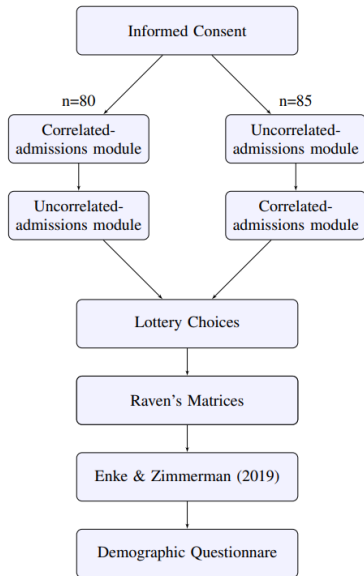 Informed Consent
n=80
n=85
Correlated-
admissions module
Uncorrelated-
admissions module
Uncorrelated-
admissions module
Correlated-
admissions module
Lottery Choices
Raven's Matrices
Enke & Zimmerman (2019)
Demographic Questionnare